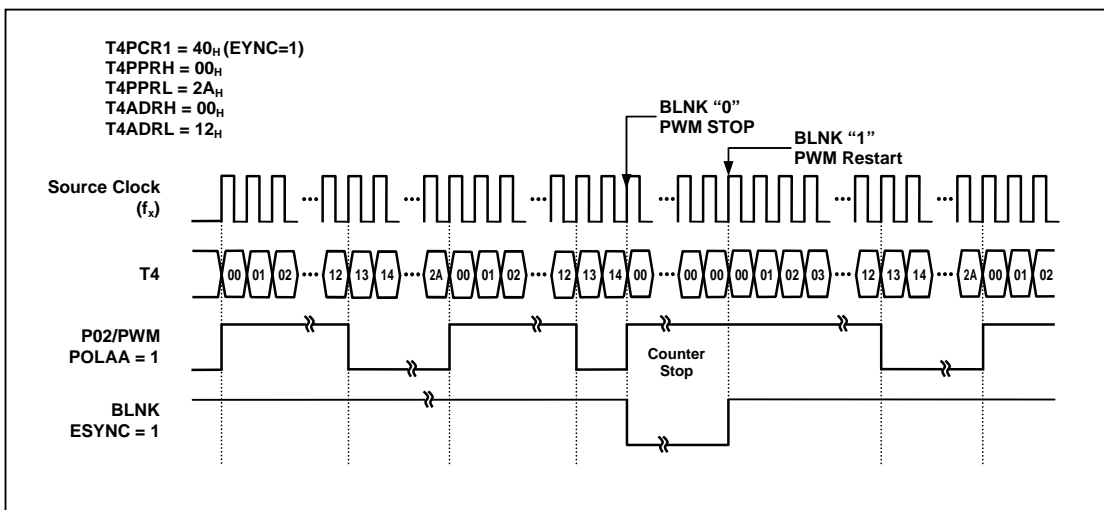 T4PCR1 = 40H (EYNC=1)
T4PPRH = 00H
T4PPRL = 2AH
T4ADRH = 00H
T4ADRL = 12H
BLNK “0”
PWM STOP
BLNK “1”
PWM Restart
Source Clock
(fx)
... ... ... ... ... ...
T4
00 01 02 ... 12 13 14 ... 2A 00 01 02 ... 12 13 14 00 ... 00 00 00 01 02 03 ... 12 13 14 ... 2A 00 01 02
P02/PWM
POLAA = 1
Counter
Stop
BLNK
ESYNC = 1